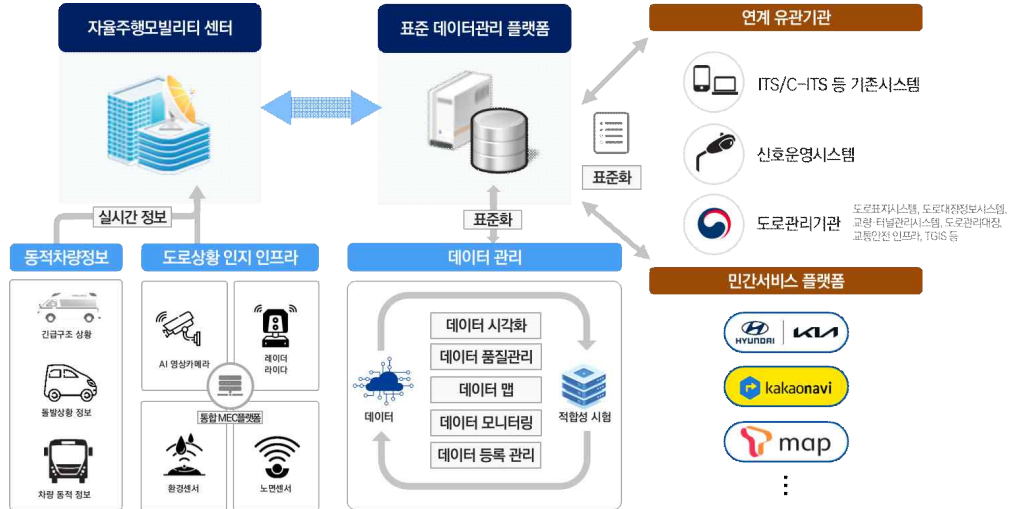 자율주행모빌리티 센터
표준 데이터관리 플랫폼
연계 유관기관
ITS/C-ITS 등 기존시스템
신호운영시스템
표준화
도로관리기관
도로표지시스템, 도로대장정보시스템,
교량·터널관리시스템, 도로관리대장,
교통안전 인프라, TGIS 등
실시간 정보
표준화
동적차량정보
긴급구조 상황
돌발상황 정보
차량 동적 정보
도로상황 인지 인프라
AI 영상카메라
레이더
라이다
통합 MEC플랫폼
환경센서
노면센서
데이터 관리
데이터
데이터 시각화
데이터 품질관리
데이터 맵
데이터 모니터링
데이터 등록 관리
적합성 시험
민간서비스 플랫폼
HYUNDAI
KIA
kakaonavi
T map
⋮